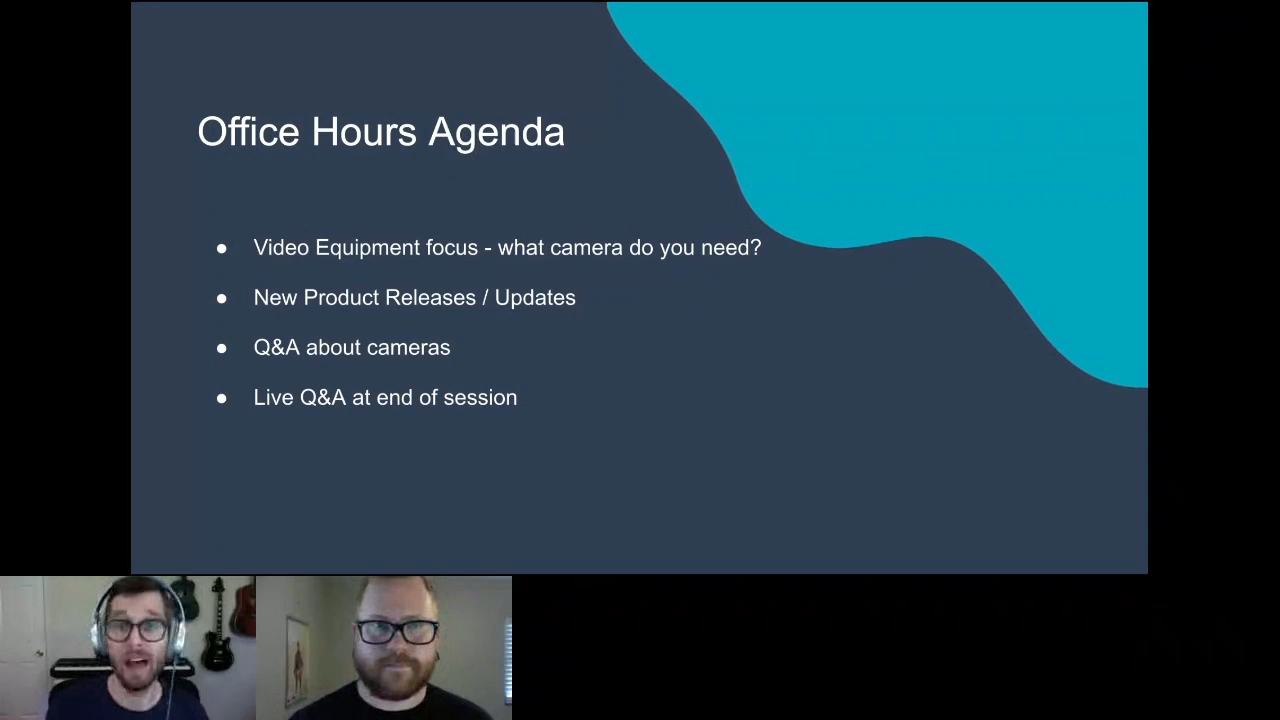 Office Hours Agenda
● Video Equipment focus - what camera do you need?
● New Product Releases / Updates
● Q&A about cameras
● Live Q&A at end of session